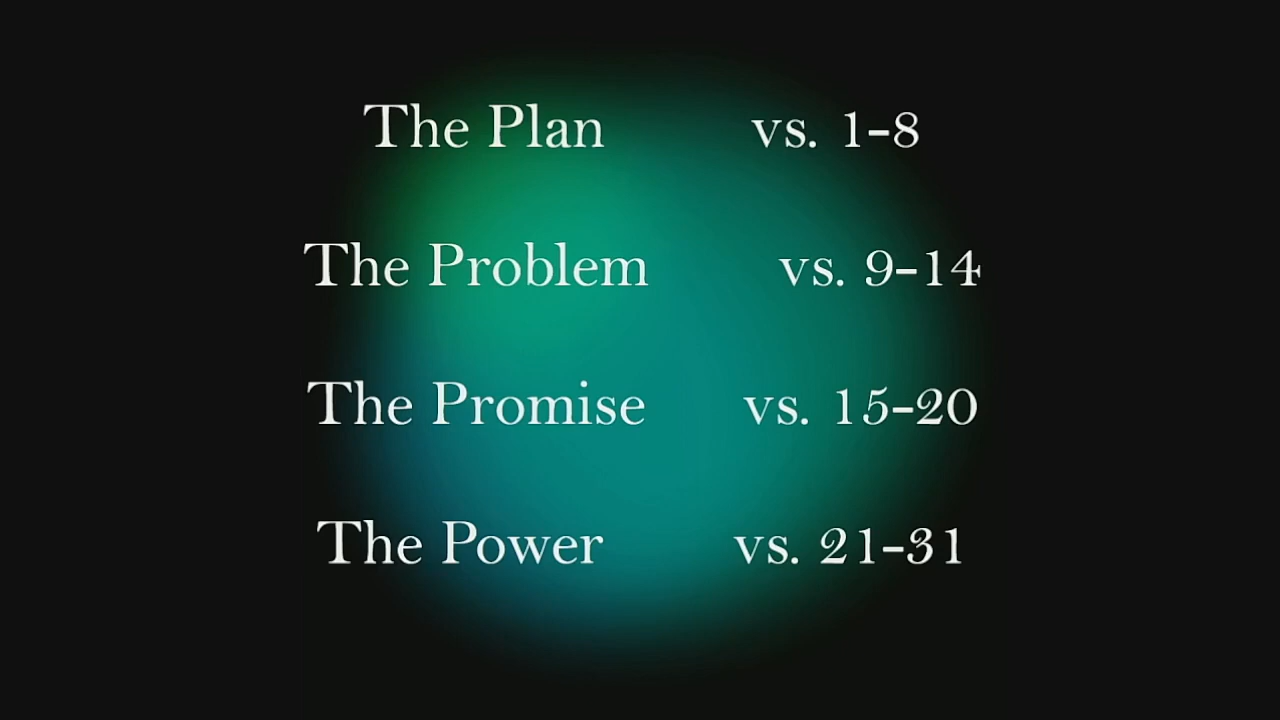 The Plan vs. 1-8
The Problem vs. 9-14
The Promise vs. 15-20
The Power vs. 21-31